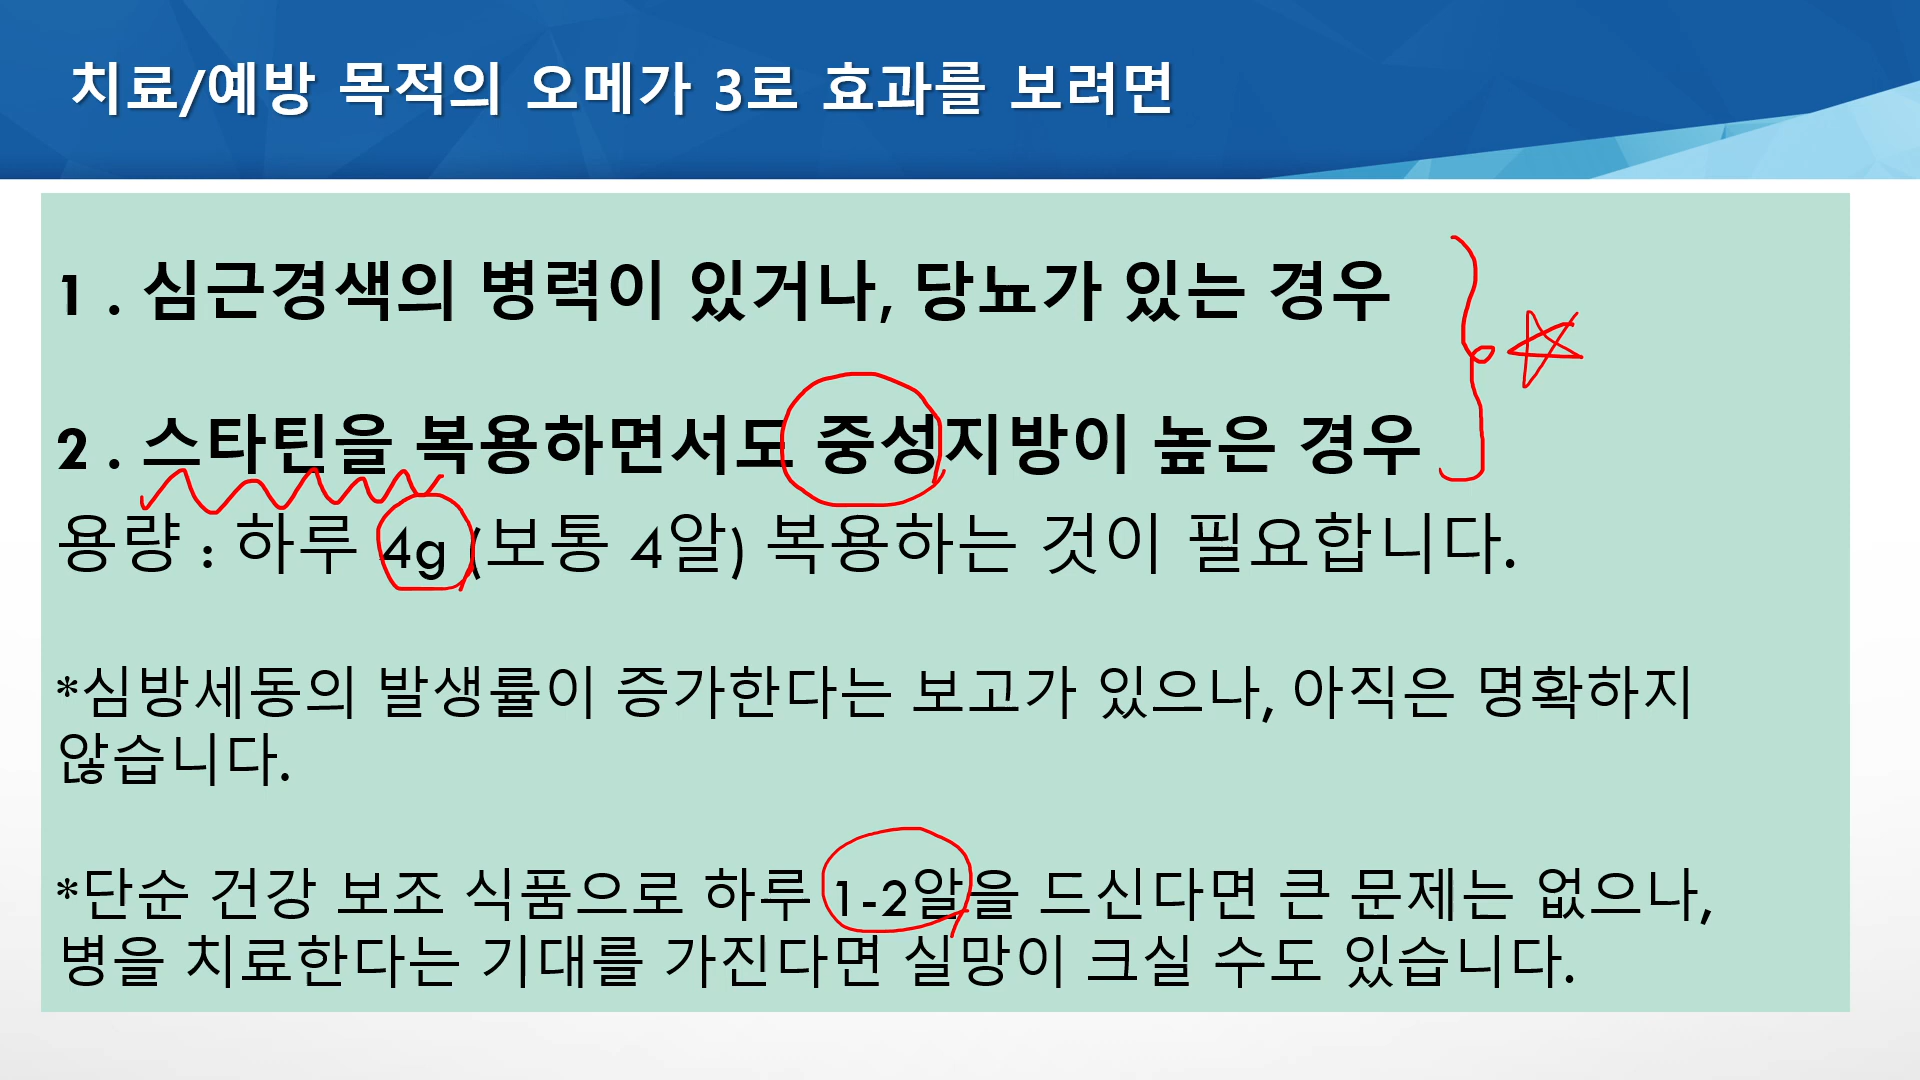 치료/예방 목적의 오메가 3로 효과를 보려면
1 . 심근경색의 병력이 있거나, 당뇨가 있는 경우
2 . 스타틴을 복용하면서도 중성지방이 높은 경우
용량 : 하루 4g (보통 4알) 복용하는 것이 필요합니다.
*심방세동의 발생률이 증가한다는 보고가 있으나, 아직은 명확하지
않습니다.
*단순 건강 보조 식품으로 하루 1-2알을 드신다면 큰 문제는 없으나,
병을 치료한다는 기대를 가진다면 실망이 크실 수도 있습니다.